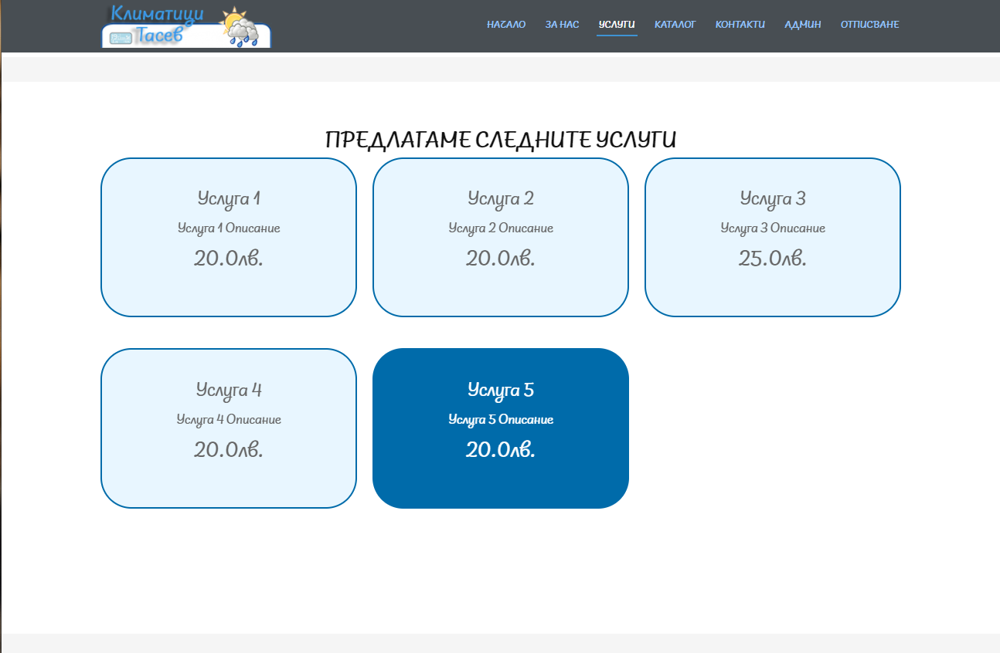 Климатици
Тасев
НАЧАЛО ЗА НАС УСЛУГИ КАТАЛОГ КОНТАКТИ АДМИН ОТПИСВАНЕ
ПРЕДЛАГАМЕ СЛЕДНИТЕ УСЛУГИ
Услуга 1
Услуга 1 Описание
20.0лв.
Услуга 2
Услуга 2 Описание
20.0лв.
Услуга 3
Услуга 3 Описание
25.0лв.
Услуга 4
Услуга 4 Описание
20.0лв.
Услуга 5
Услуга 5 Описание
20.0лв.